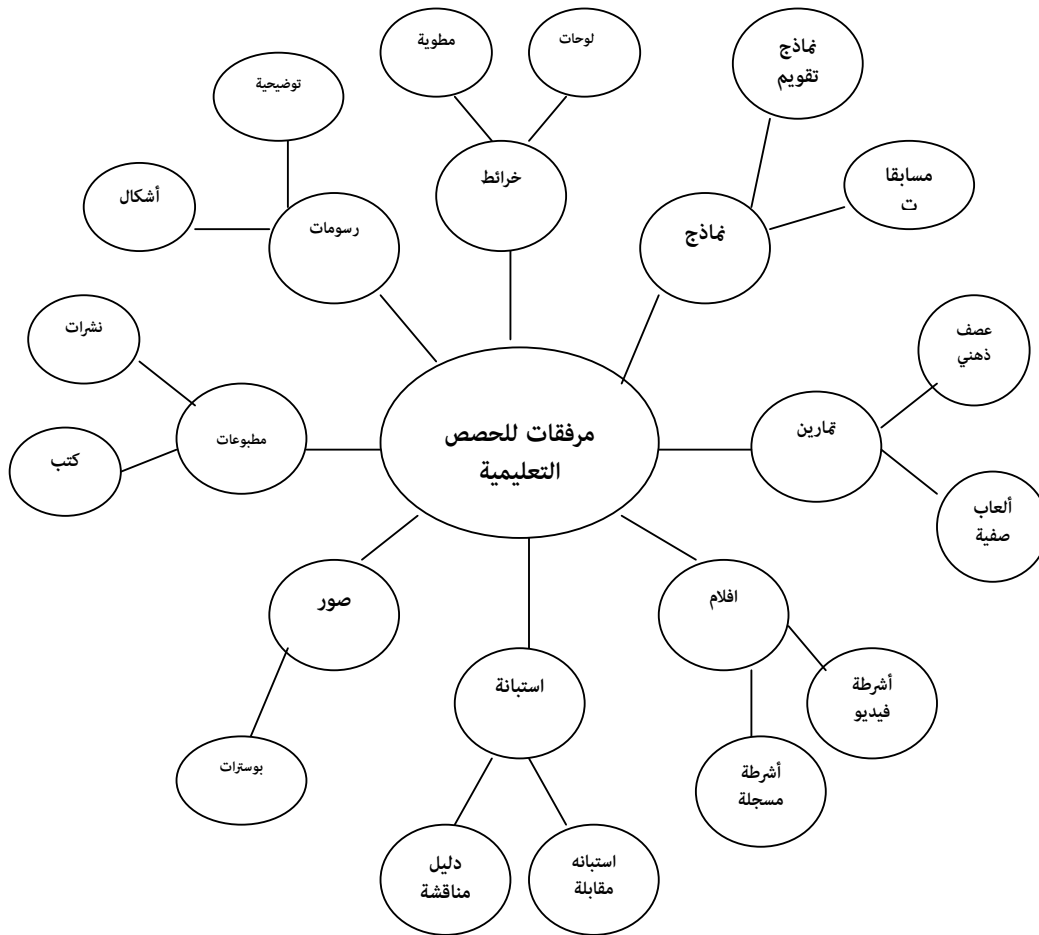 مطوية
لوحات
نماذج
تقويم
توضيحية
خرائط
مسابقا
ت
أشكال
رسومات
نماذج
نشرات
عصف
ذهني
مطبوعات
مرفقات للحصص
التعليمية
تمارين
كتب
ألعاب
صفية
صور
افلام
استبانة
أشرطة
فيديو
بوسترات
أشرطة
مسجلة
دليل
مناقشة
استبانه
مقابلة